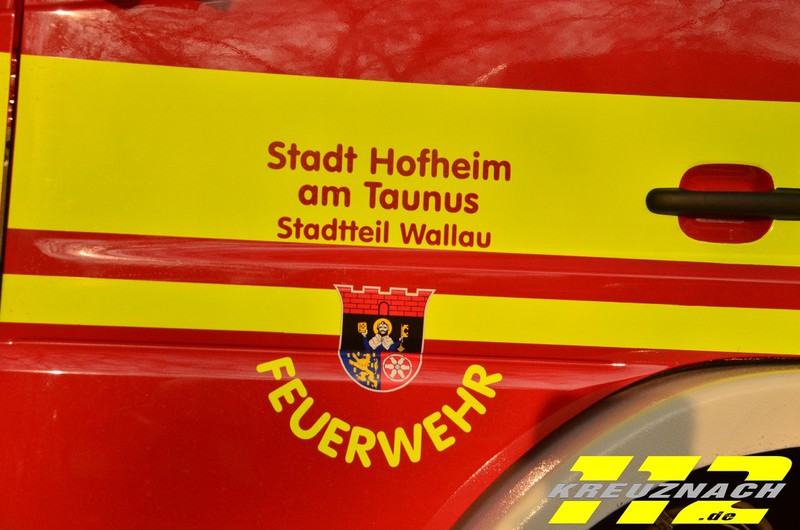 Stadt Hofheim
am Taunus
Stadtteil Wallau
FEUERWEHR
112
KREUZNACH
.de